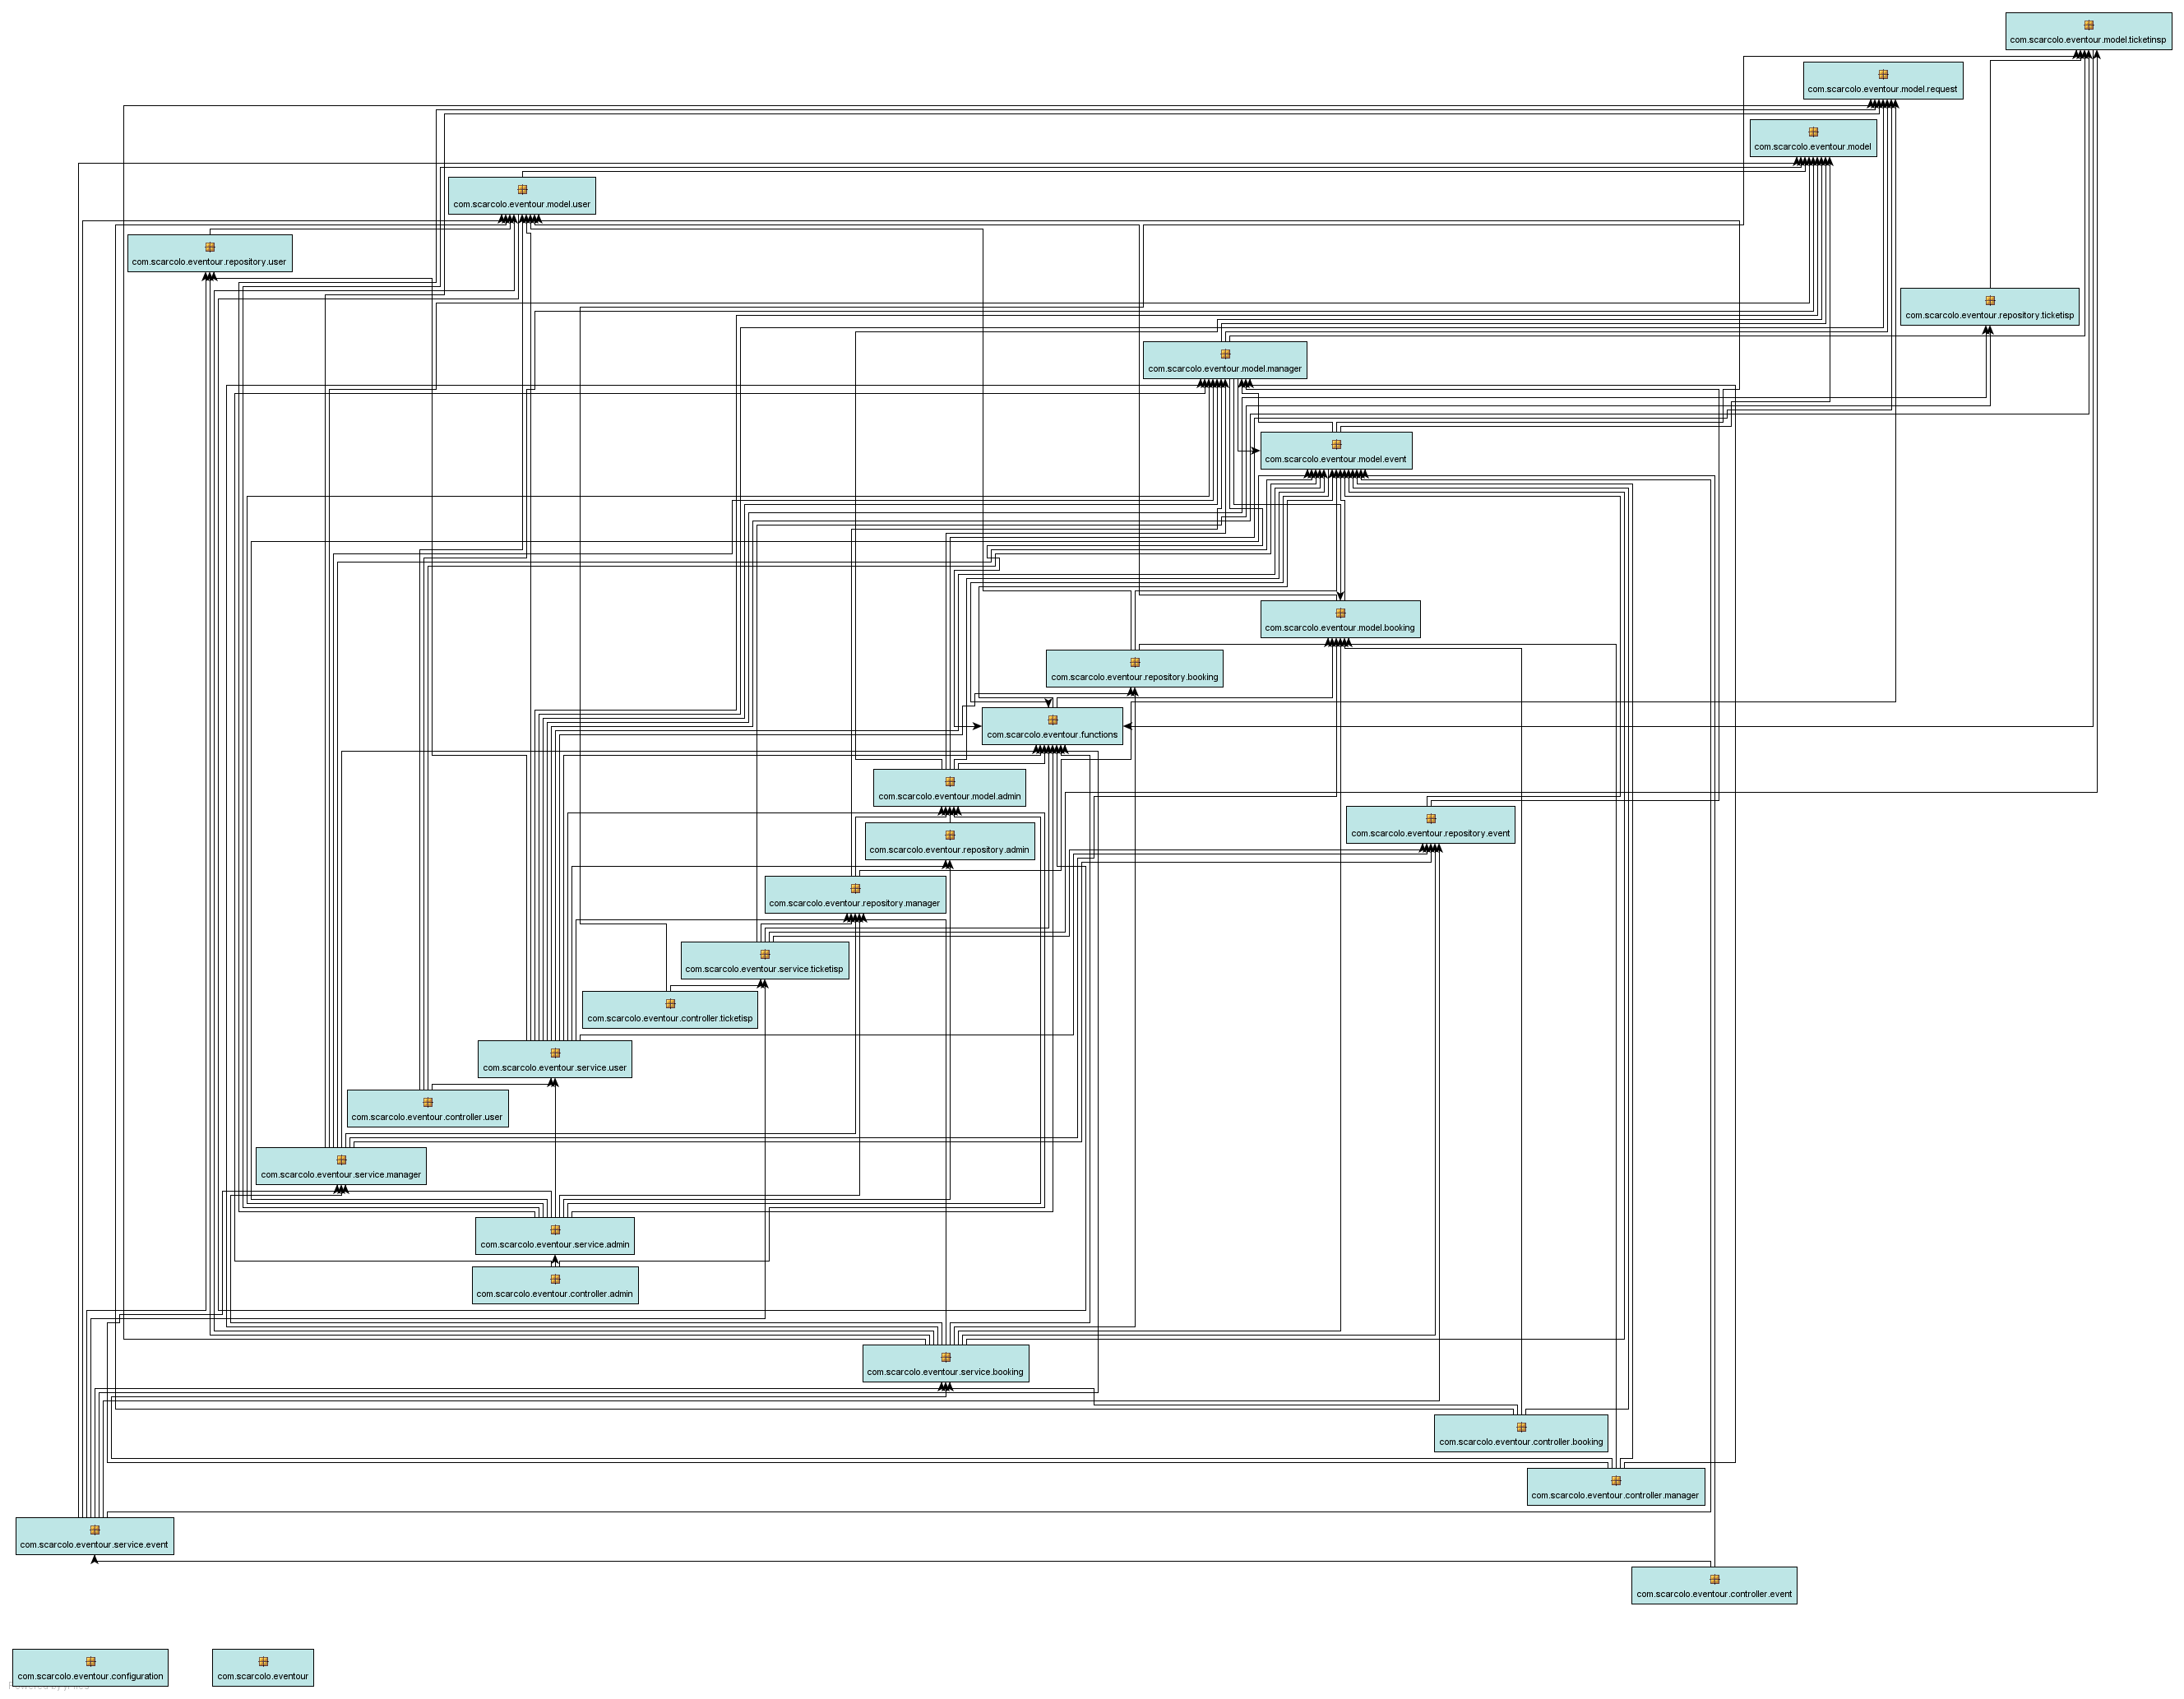 com.scarcolo.eventour.model.ticketinsp
com.scarcolo.eventour.model.request
com.scarcolo.eventour.model
com.scarcolo.eventour.model.user
com.scarcolo.eventour.repository.user
com.scarcolo.eventour.repository.ticketisp
com.scarcolo.eventour.model.manager
com.scarcolo.eventour.model.event
com.scarcolo.eventour.model.booking
com.scarcolo.eventour.repository.booking
com.scarcolo.eventour.functions
com.scarcolo.eventour.model.admin
com.scarcolo.eventour.repository.event
com.scarcolo.eventour.repository.admin
com.scarcolo.eventour.repository.manager
com.scarcolo.eventour.service.ticketisp
com.scarcolo.eventour.controller.ticketisp
com.scarcolo.eventour.service.user
com.scarcolo.eventour.controller.user
com.scarcolo.eventour.service.manager
com.scarcolo.eventour.service.admin
com.scarcolo.eventour.controller.admin
com.scarcolo.eventour.service.booking
com.scarcolo.eventour.controller.booking
com.scarcolo.eventour.controller.manager
com.scarcolo.eventour.service.event
com.scarcolo.eventour.controller.event
com.scarcolo.eventour.configuration
com.scarcolo.eventour